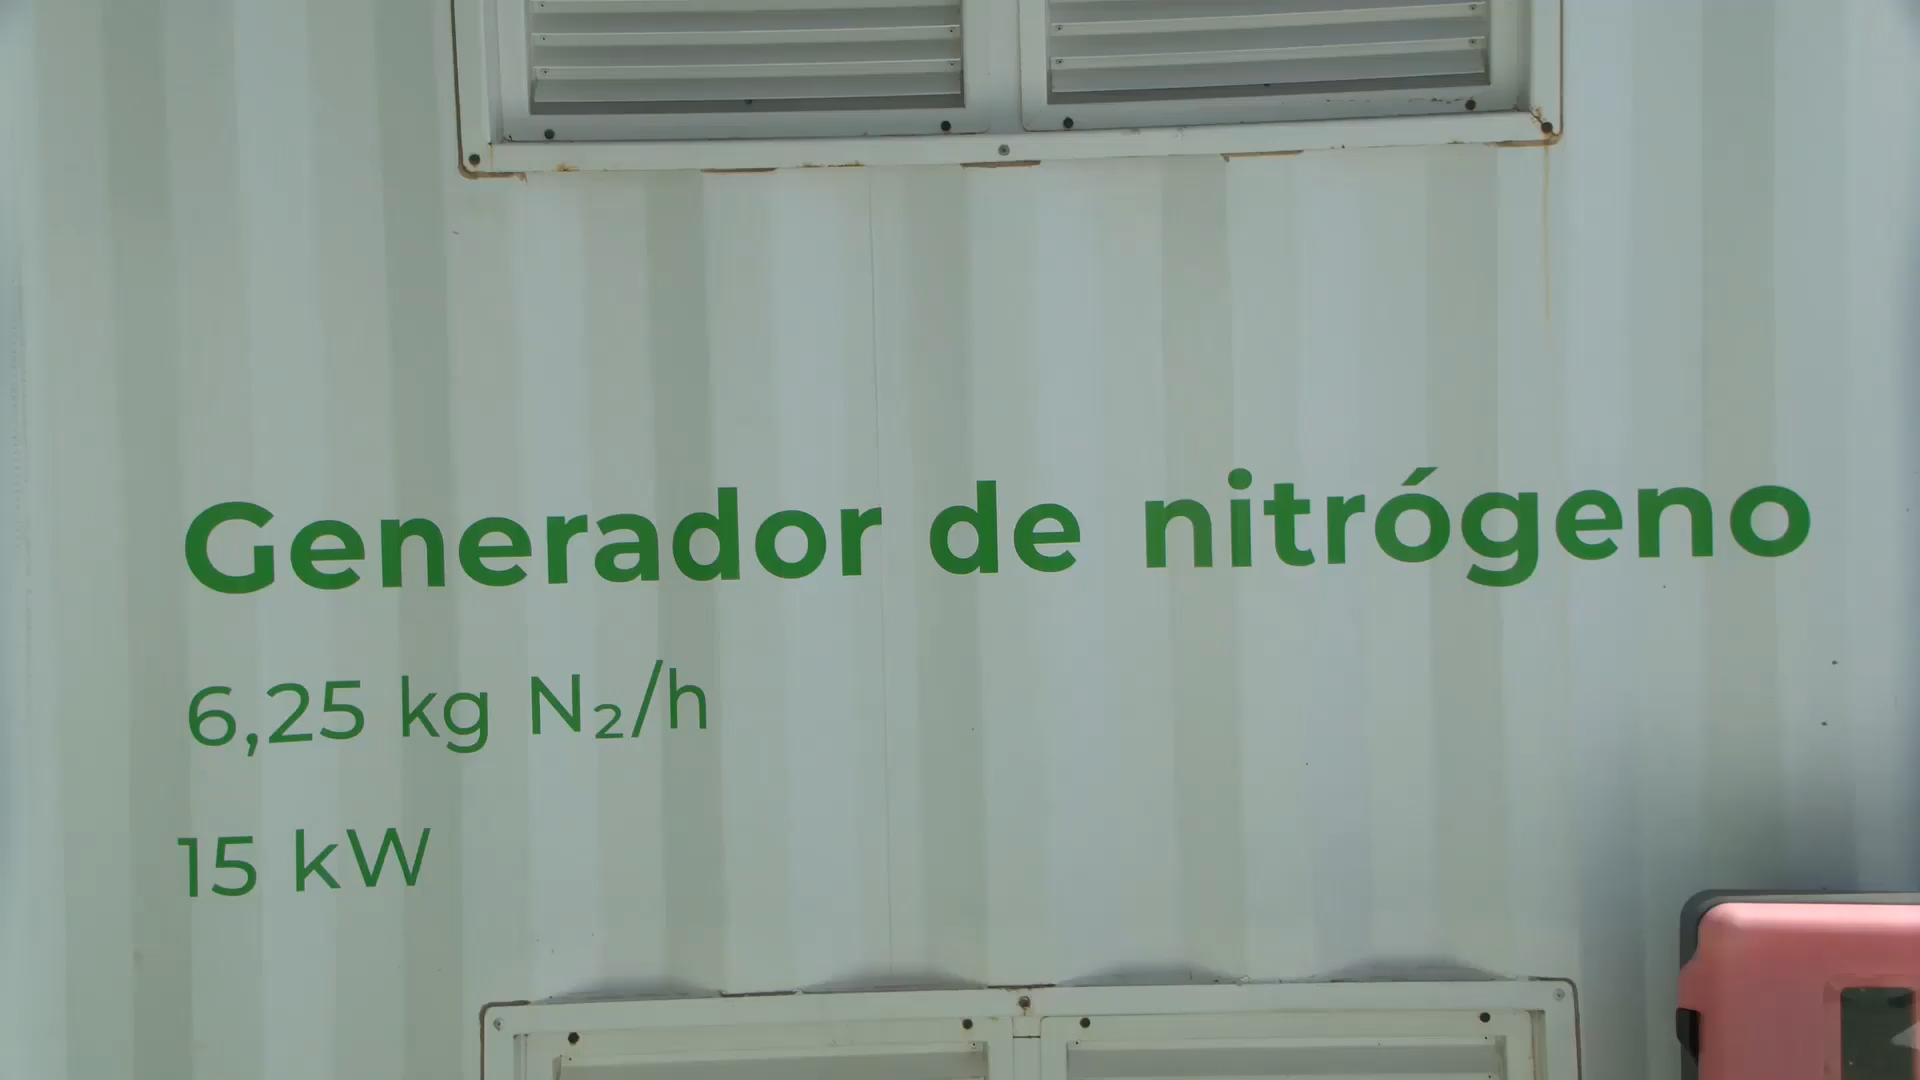 Generador de nitrógeno
6,25 kg N₂/h
15 kW